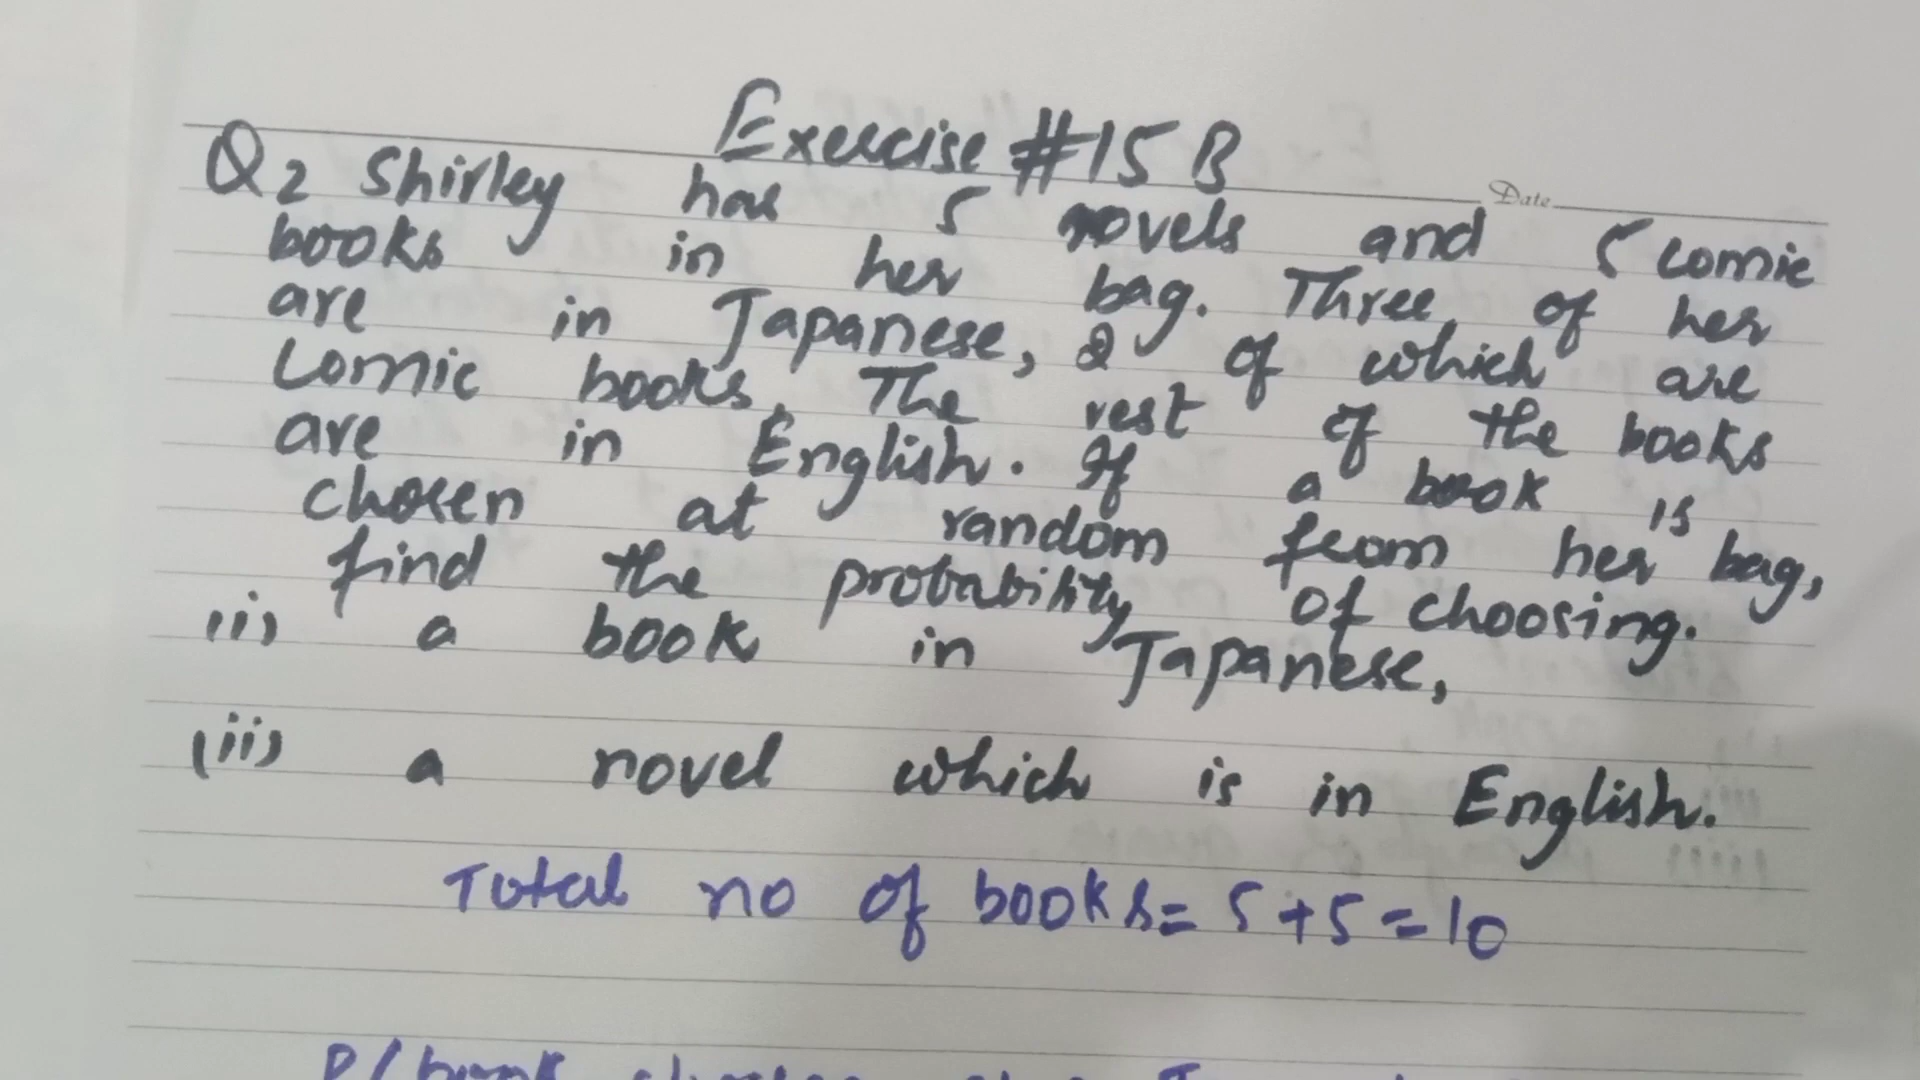 Exercise #15 B
Date
Q2 Shirley has 5 novels and 5 comic
books in her bag. Three of her
are in Japanese, 2 of which are
comic books. The rest of the books
are in English. If a book is
chosen at random from her bag,
find the probability of choosing.
(i) a book in Japanese,
(ii) a novel which is in English.
Total no of books = 5+5=10
P(book